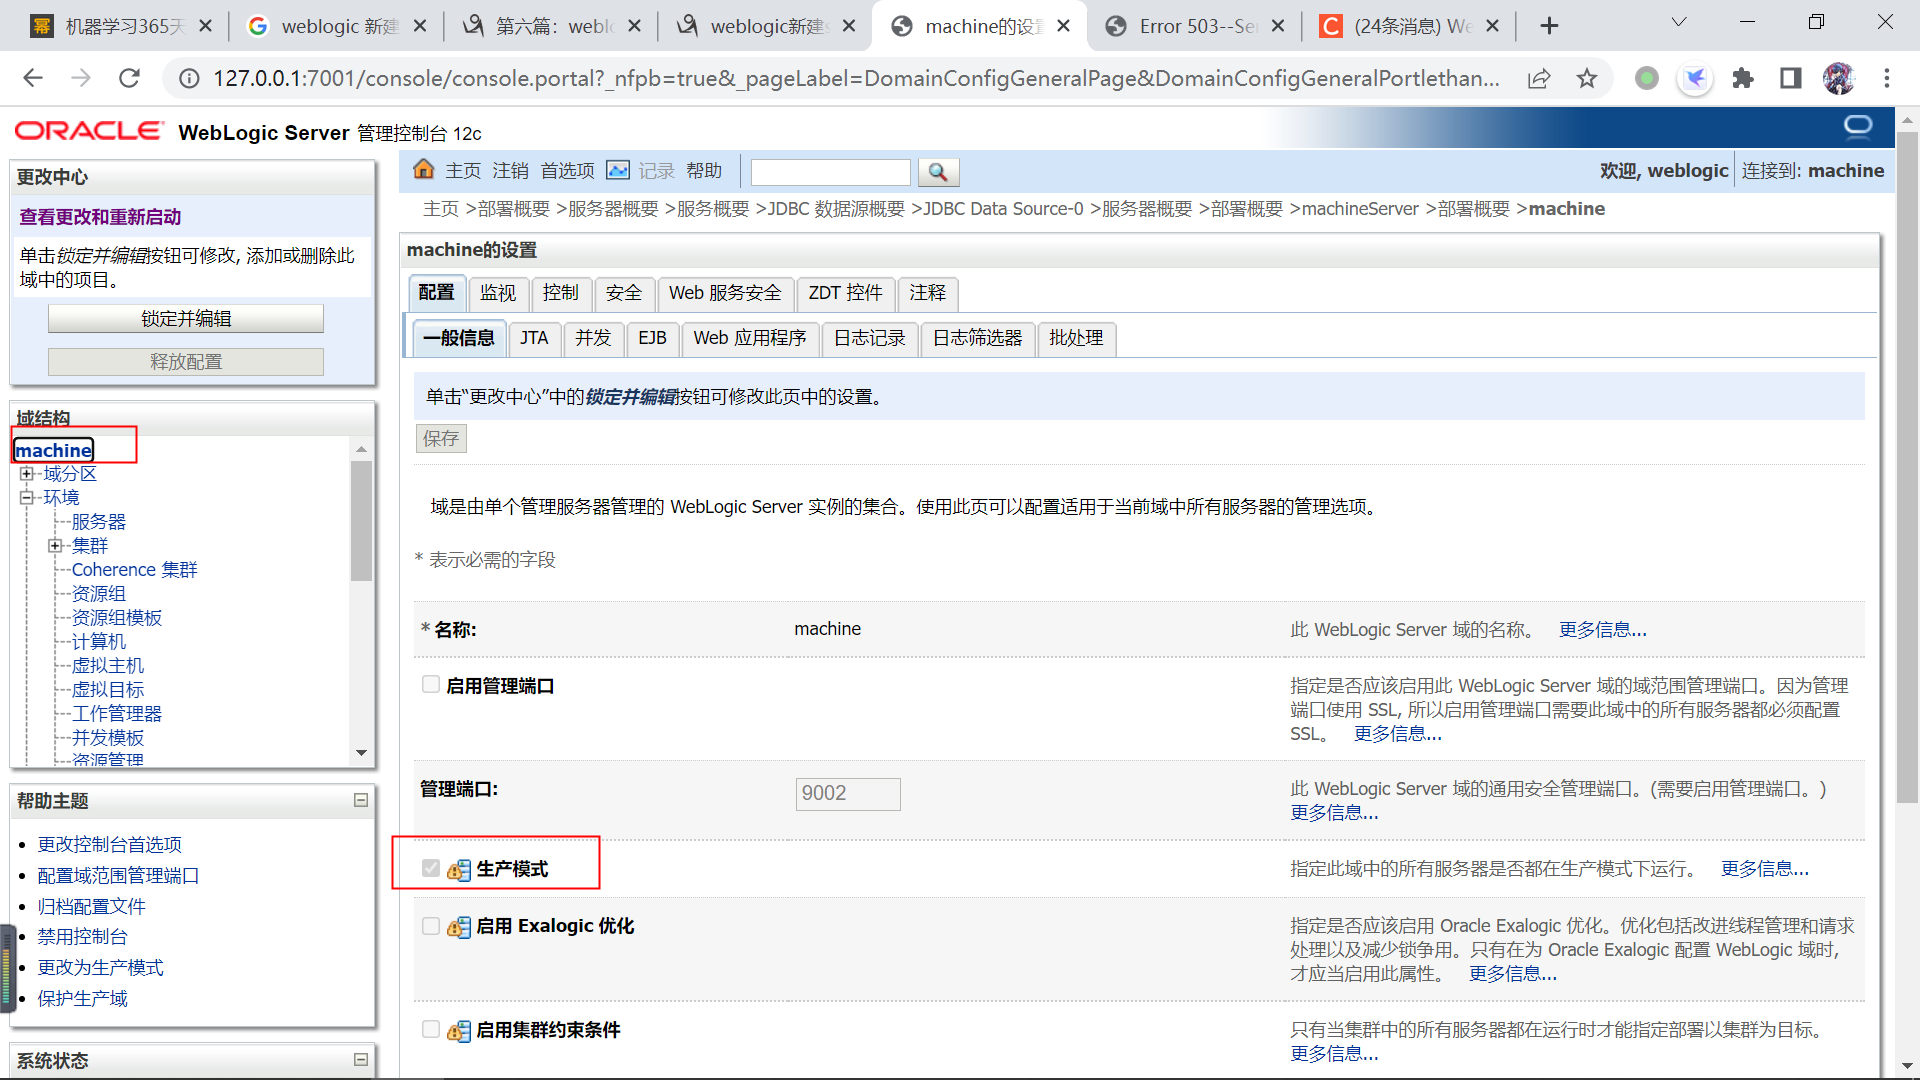 机器学习365天
weblogic 新建
第六篇：weblo
weblogic新建s
machine的设置
Error 503--Se
(24条消息) We
127.0.0.1:7001/console/console.portal?_nfpb=true&_pageLabel=DomainConfigGeneralPage&DomainConfigGeneralPortlethan...
ORACLE WebLogic Server 管理控制台 12c
更改中心
查看更改和重新启动
单击锁定并编辑按钮可修改, 添加或删除此
域中的项目。
锁定并编辑
释放配置
域结构
machine
域分区
环境
服务器
集群
Coherence 集群
资源组
资源组模板
计算机
虚拟主机
虚拟目标
工作管理器
并发模板
资源管理
帮助主题
更改控制台首选项
配置域范围管理端口
归档配置文件
禁用控制台
更改为生产模式
保护生产域
系统状态
主页 注销 首选项 记录 帮助
欢迎, weblogic 连接到: machine
主页 >部署概要 >服务器概要 >服务概要 >JDBC 数据源概要 >JDBC Data Source-0 >服务器概要 >部署概要 >machineServer >部署概要 >machine
machine的设置
配置 监视 控制 安全 Web 服务安全 ZDT 控件 注释
一般信息 JTA 并发 EJB Web 应用程序 日志记录 日志筛选器 批处理
单击“更改中心”中的锁定并编辑按钮可修改此页中的设置。
保存
域是由单个管理服务器管理的 WebLogic Server 实例的集合。使用此页可以配置适用于当前域中所有服务器的管理选项。
* 表示必需的字段
* 名称: machine 此 WebLogic Server 域的名称。 更多信息...
启用管理端口
指定是否应该启用此 WebLogic Server 域的域范围管理端口。因为管理
端口使用 SSL, 所以启用管理端口需要此域中的所有服务器都必须配置
SSL。 更多信息...
管理端口: 9002
此 WebLogic Server 域的通用安全管理端口。(需要启用管理端口。)
更多信息...
生产模式
指定此域中的所有服务器是否都在生产模式下运行。 更多信息...
启用 Exalogic 优化
指定是否应该启用 Oracle Exalogic 优化。优化包括改进线程管理和请求
处理以及减少锁争用。只有在为 Oracle Exalogic 配置 WebLogic 域时,
才应当启用此属性。 更多信息...
启用集群约束条件
只有当集群中的所有服务器都在运行时才能指定部署以集群为目标。
更多信息...